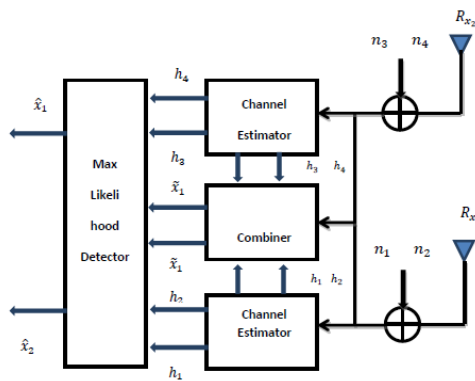 R_{x_2}
n_3 n_4
h_4
Channel
Estimator
x̂_1
h_3
h_3 h_4
Max
Likeli
hood
Detector
x̃_1
Combiner
R_x
x̃_1
n_1 n_2
h_1 h_2
h_2
Channel
Estimator
x̂_2
h_1